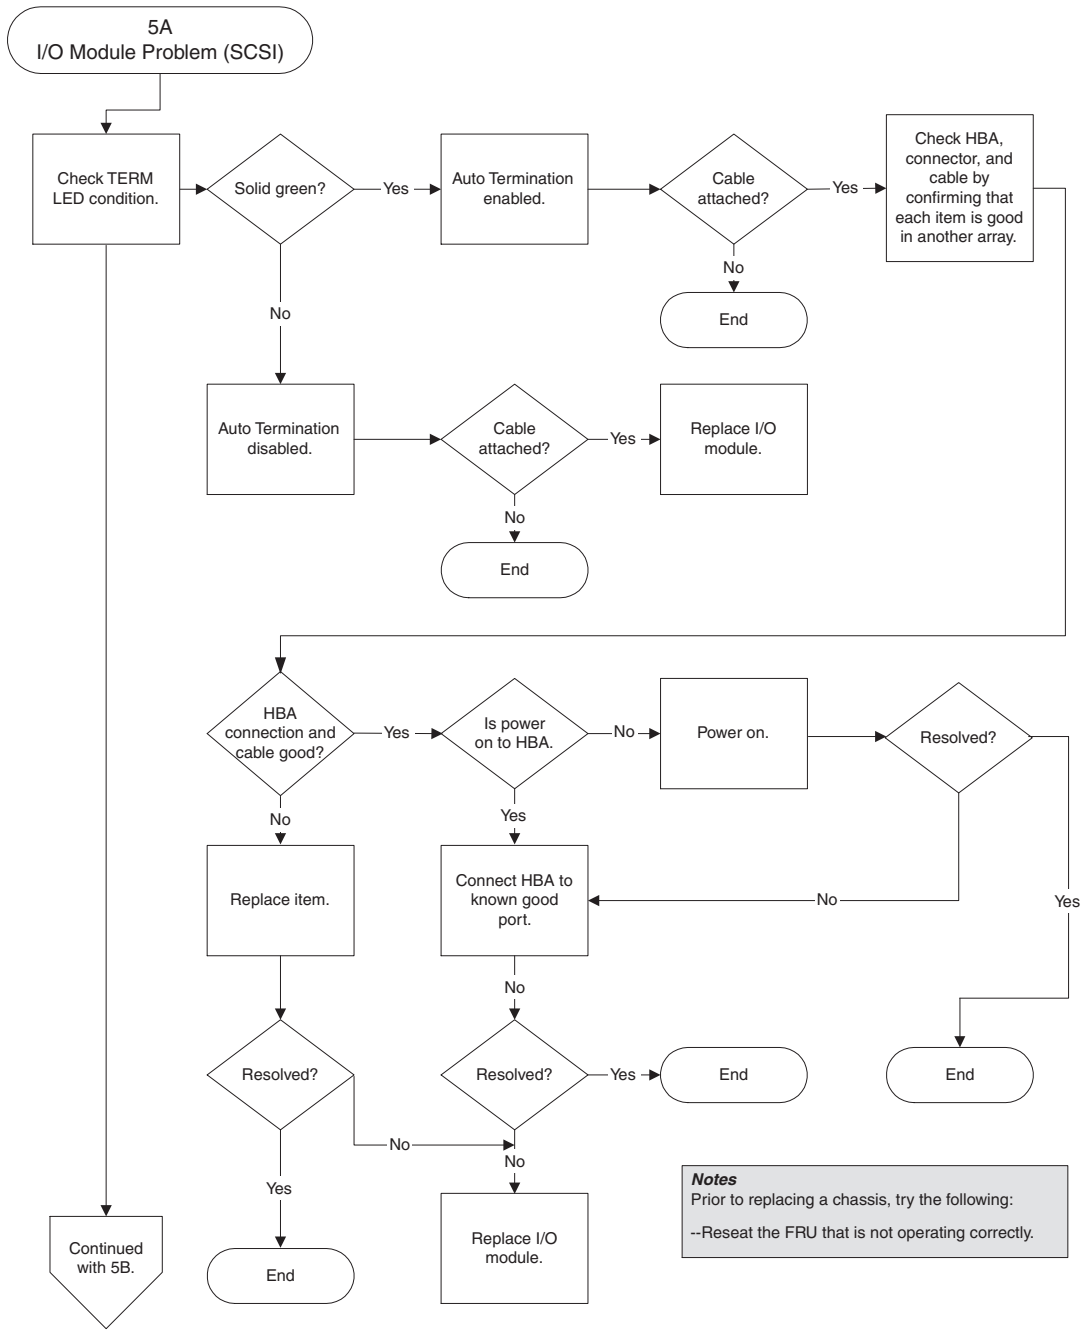 5A
I/O Module Problem (SCSI)
Check TERM
LED condition.
Solid green?
Yes
Auto Termination
enabled.
Cable
attached?
Yes
Check HBA,
connector, and
cable by
confirming that
each item is good
in another array.
No
End
No
Auto Termination
disabled.
Cable
attached?
Yes
Replace I/O
module.
No
End
HBA
connection and
cable good?
Yes
Is power
on to HBA.
No
Power on.
Resolved?
No
Yes
Replace item.
Connect HBA to
known good
port.
No
Yes
No
Resolved?
Resolved?
Yes
End
End
No
No
Yes
Replace I/O
module.
End
Continued
with 5B.
Notes
Prior to replacing a chassis, try the following:
--Reseat the FRU that is not operating correctly.